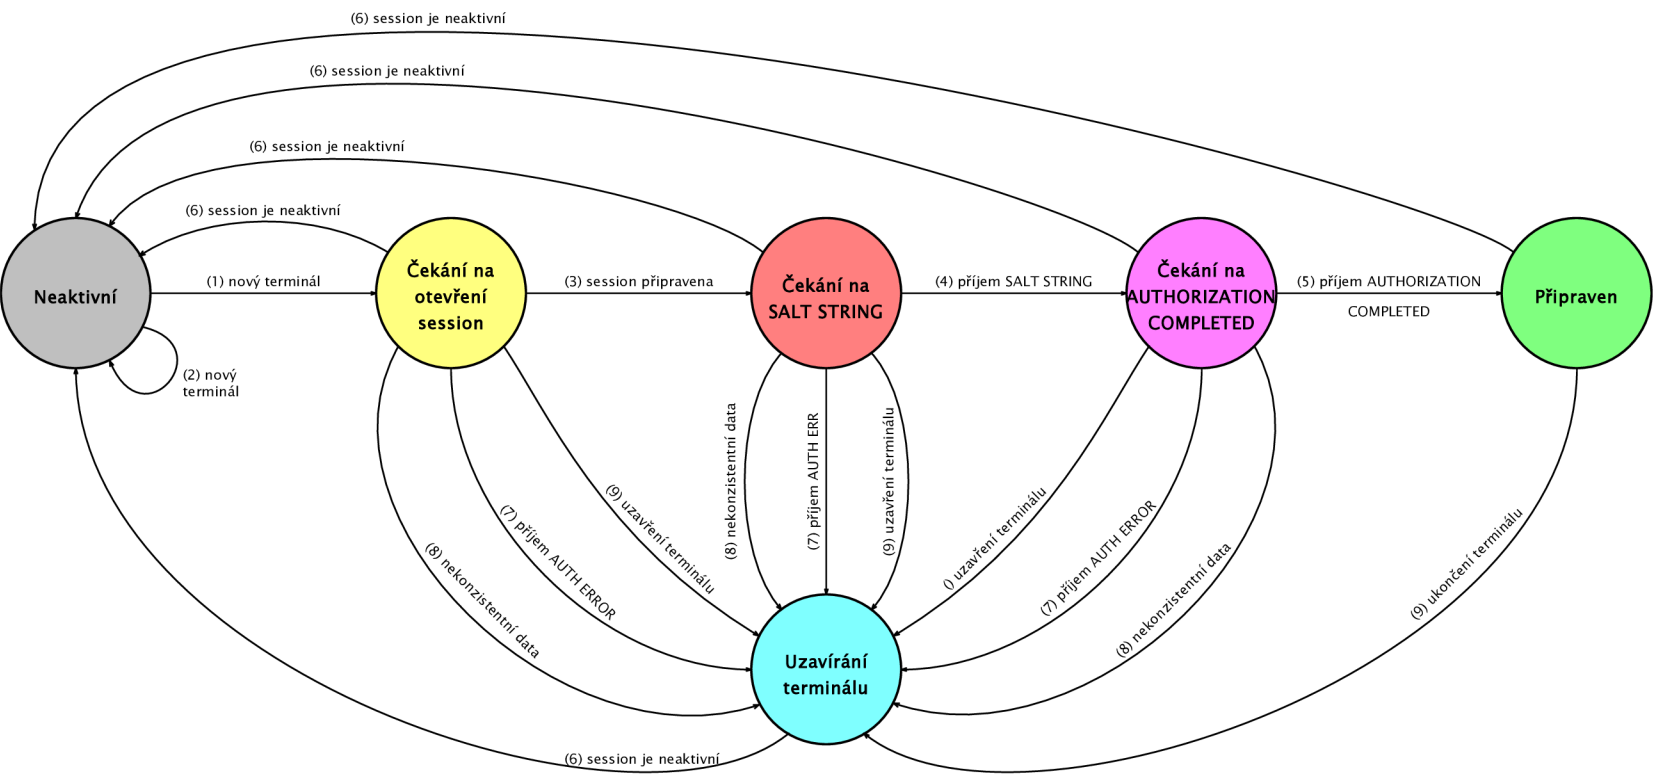 (6) session je neaktivní
(6) session je neaktivní
(6) session je neaktivní
(6) session je neaktivní
Neaktivní
(1) nový terminál
Čekání na
otevření
session
(3) session připravena
Čekání na
SALT STRING
(4) příjem SALT STRING
Čekání na
AUTHORIZATION
COMPLETED
(5) příjem AUTHORIZATION
COMPLETED
Připraven
(2) nový
terminál
(8) nekonzistentní data
(7) příjem AUTH ERROR
(9) uzavření terminálu
(8) nekonzistentní data
(7) příjem AUTH ERR
(9) uzavření terminálu
() uzavření terminálu
(7) příjem AUTH ERROR
(8) nekonzistentní data
(9) ukončení terminálu
Uzavírání
terminálu
(6) session je neaktivní